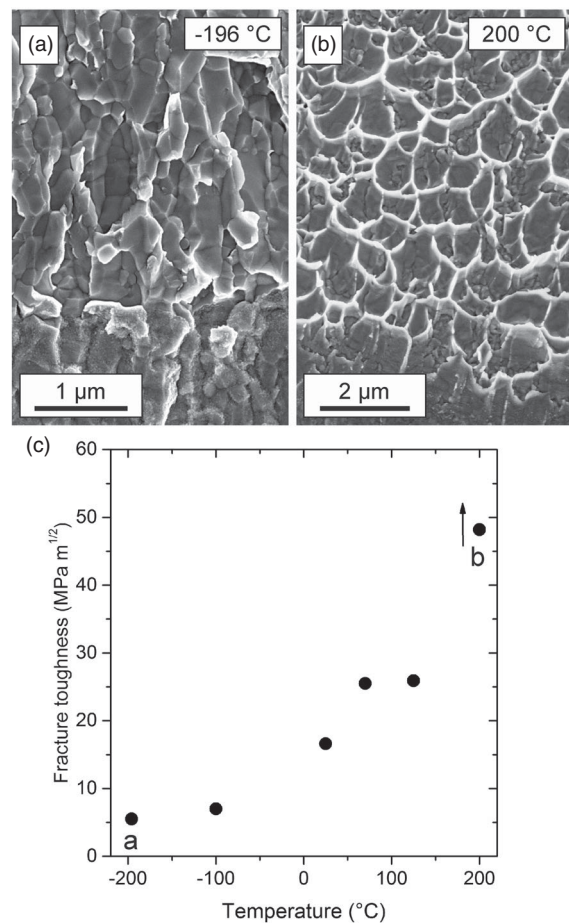 (a)
-196 °C
(b)
200 °C
1 µm
2 µm
(c)
60
50
40
30
20
10
0
Fracture toughness (MPa m1/2)
a
b
-200
-100
0
100
200
Temperature (°C)